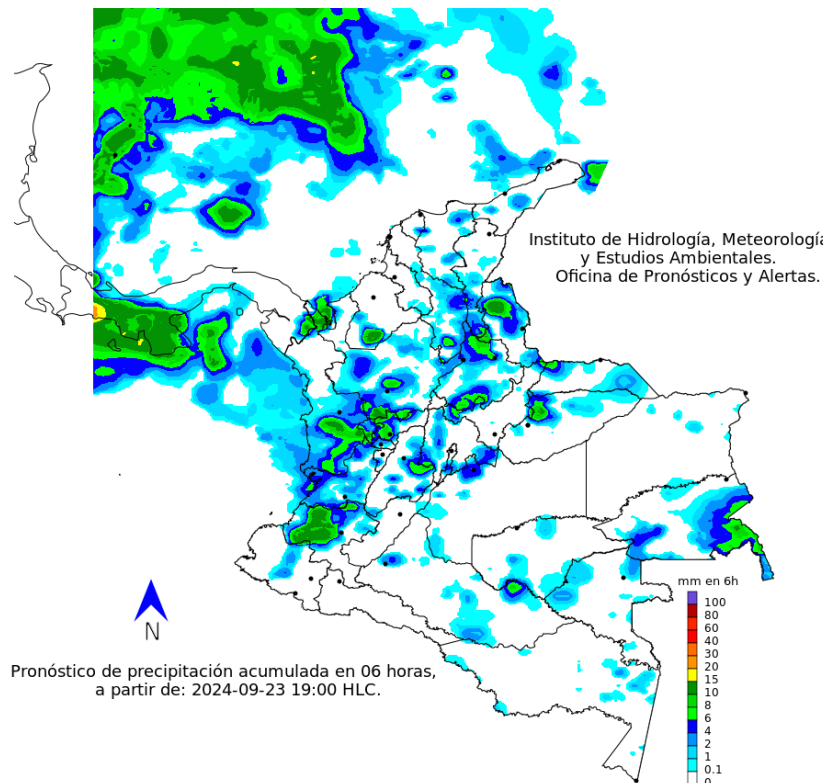 Instituto de Hidrología, Meteorología
y Estudios Ambientales.
Oficina de Pronósticos y Alertas.
N
Pronóstico de precipitación acumulada en 06 horas,
a partir de: 2024-09-23 19:00 HLC.
mm en 6h
100
80
60
40
30
20
15
10
8
6
4
2
1
0.1
0